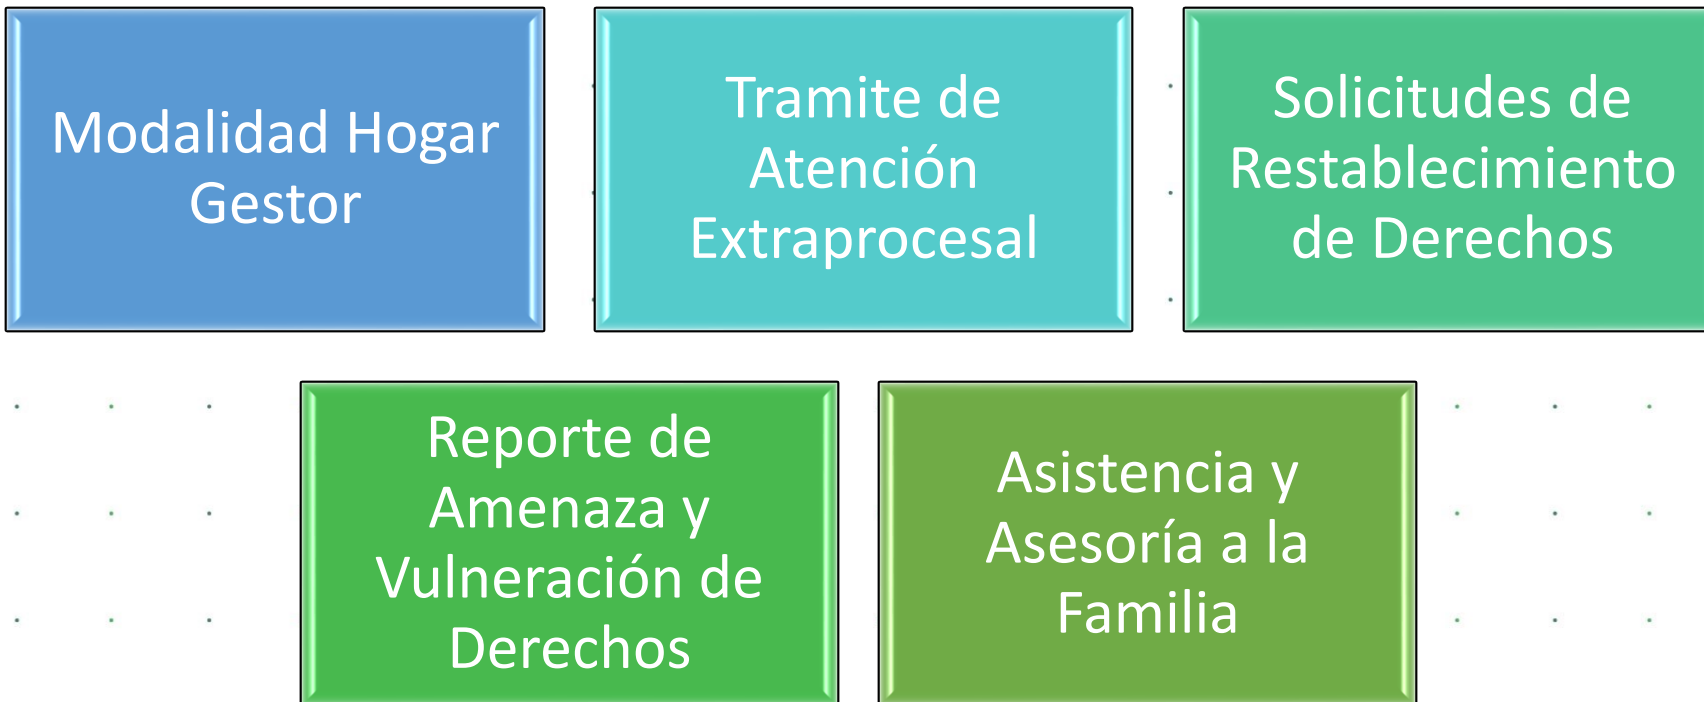 Modalidad Hogar
Gestor
Tramite de
Atención
Extraprocesal
Solicitudes de
Restablecimiento
de Derechos
Reporte de
Amenaza y
Vulneración de
Derechos
Asistencia y
Asesoría a la
Familia